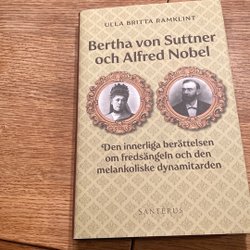 ULLA BRITTA RAMKLINT
Bertha von Suttner
och Alfred Nobel
Den innerliga berättelsen
om fredsängeln och den
melankoliske dynamitarden
SANTÉRUS